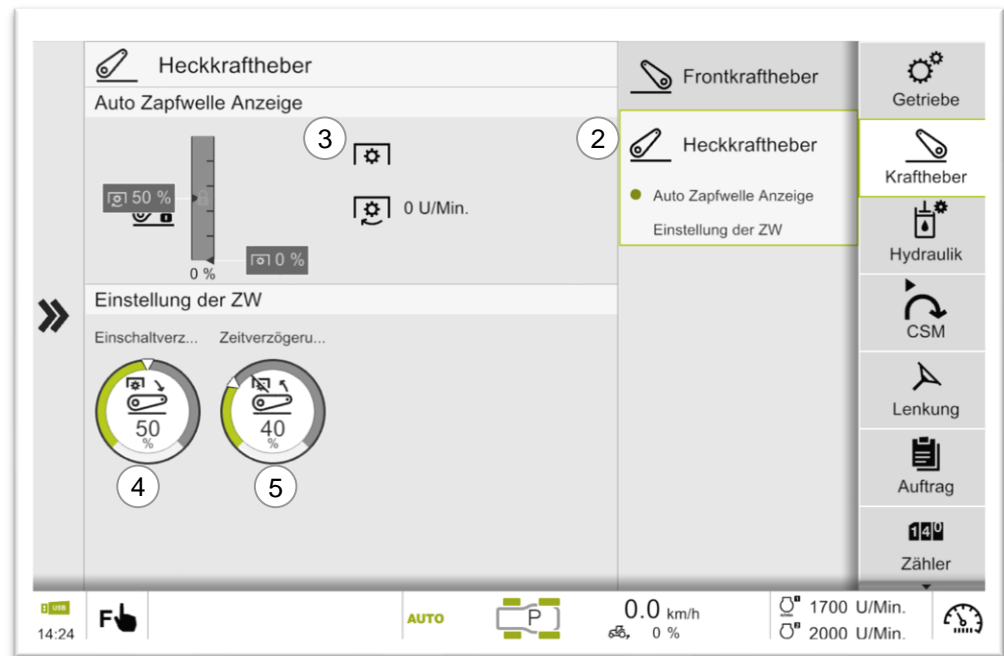 Heckkraftheber
Auto Zapfwelle Anzeige
3
50 %
0 U/Min.
0 %
0 %
Einstellung der ZW
Einschaltverz...
Zeitverzögeru...
50
%
40
%
4
5
Frontkraftheber
2
Heckkraftheber
Auto Zapfwelle Anzeige
Einstellung der ZW
Getriebe
Kraftheber
Hydraulik
CSM
Lenkung
Auftrag
140
Zähler
USB
14:24
F
AUTO
P
0.0 km/h
0 %
1700 U/Min.
2000 U/Min.